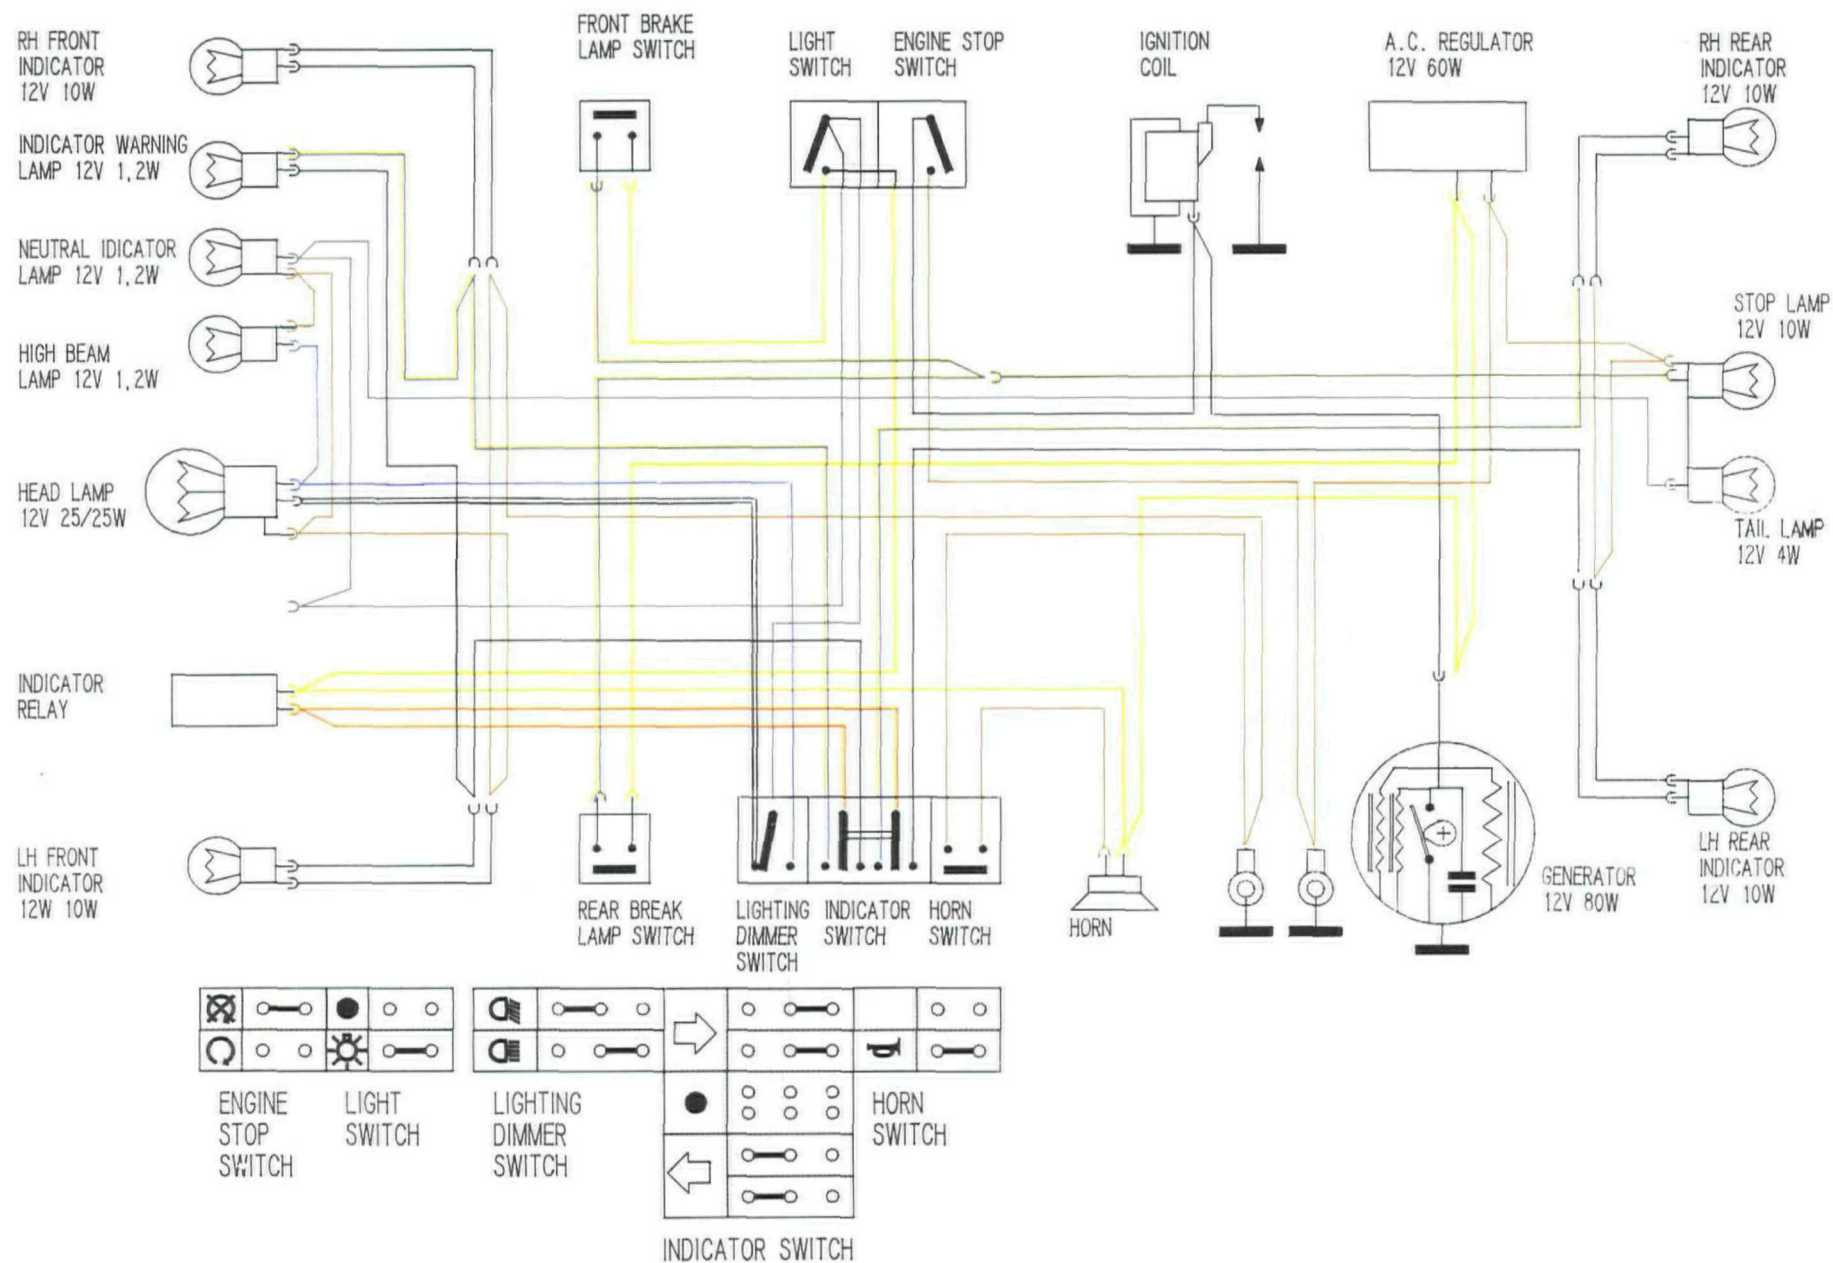 RH FRONT
INDICATOR
12V 10W
INDICATOR WARNING
LAMP 12V 1,2W
NEUTRAL IDICATOR
LAMP 12V 1,2W
HIGH BEAM
LAMP 12V 1,2W
HEAD LAMP
12V 25/25W
INDICATOR
RELAY
LH FRONT
INDICATOR
12W 10W
FRONT BRAKE
LAMP SWITCH
LIGHT
SWITCH
ENGINE STOP
SWITCH
IGNITION
COIL
A.C. REGULATOR
12V 60W
RH REAR
INDICATOR
12V 10W
STOP LAMP
12V 10W
TAIL LAMP
12V 4W
LH REAR
INDICATOR
12V 10W
GENERATOR
12V 80W
HORN
REAR BREAK
LAMP SWITCH
LIGHTING
DIMMER
SWITCH
INDICATOR
SWITCH
HORN
SWITCH
ENGINE
STOP
SWITCH
LIGHT
SWITCH
LIGHTING
DIMMER
SWITCH
HORN
SWITCH
INDICATOR SWITCH